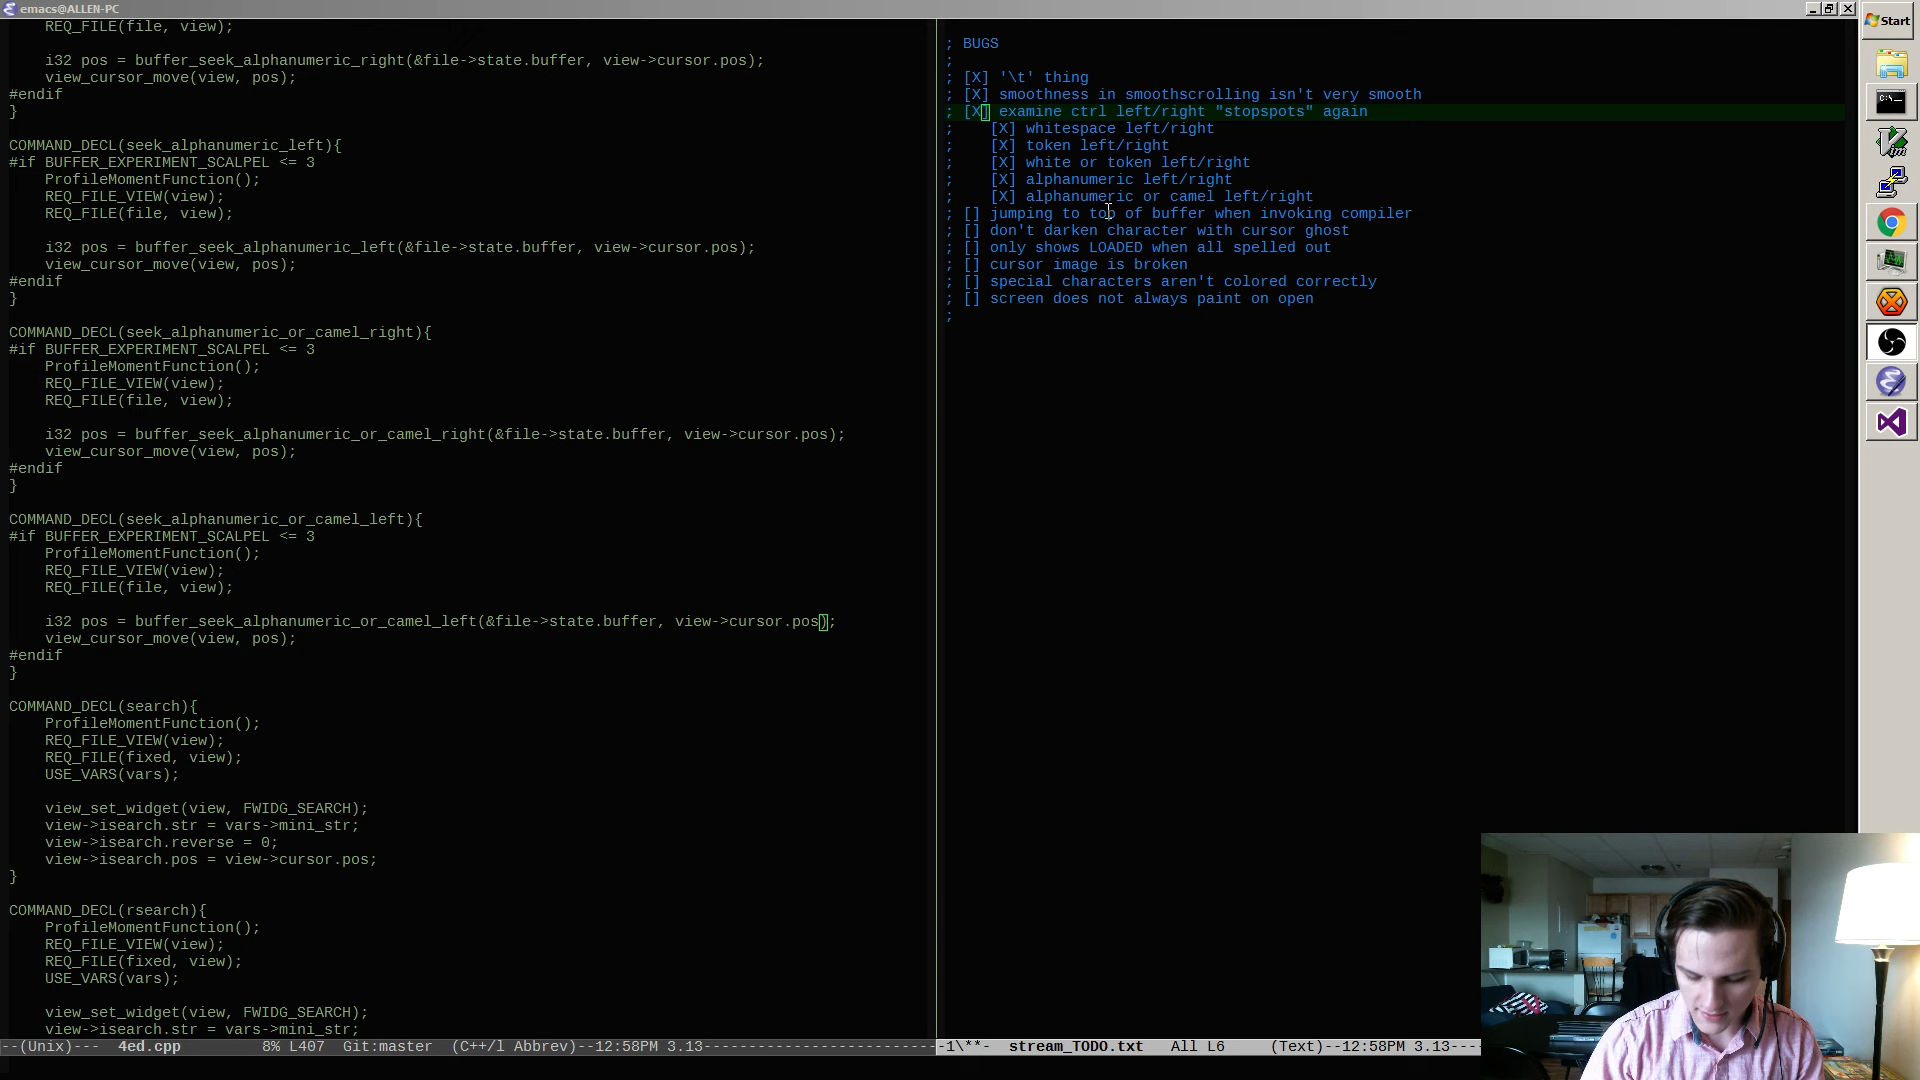 emacs@ALLEN-PC
REQ_FILE(file, view);
i32 pos = buffer_seek_alphanumeric_right(&file->state.buffer, view->cursor.pos);
view_cursor_move(view, pos);
#endif
}
COMMAND_DECL(seek_alphanumeric_left){
#if BUFFER_EXPERIMENT_SCALPEL <= 3
ProfileMomentFunction();
REQ_FILE_VIEW(view);
REQ_FILE(file, view);
i32 pos = buffer_seek_alphanumeric_left(&file->state.buffer, view->cursor.pos);
view_cursor_move(view, pos);
#endif
}
COMMAND_DECL(seek_alphanumeric_or_camel_right){
#if BUFFER_EXPERIMENT_SCALPEL <= 3
ProfileMomentFunction();
REQ_FILE_VIEW(view);
REQ_FILE(file, view);
i32 pos = buffer_seek_alphanumeric_or_camel_right(&file->state.buffer, view->cursor.pos);
view_cursor_move(view, pos);
#endif
}
COMMAND_DECL(seek_alphanumeric_or_camel_left){
#if BUFFER_EXPERIMENT_SCALPEL <= 3
ProfileMomentFunction();
REQ_FILE_VIEW(view);
REQ_FILE(file, view);
i32 pos = buffer_seek_alphanumeric_or_camel_left(&file->state.buffer, view->cursor.pos);
view_cursor_move(view, pos);
#endif
}
COMMAND_DECL(search){
ProfileMomentFunction();
REQ_FILE_VIEW(view);
REQ_FILE(fixed, view);
USE_VARS(vars);
view_set_widget(view, FWIDG_SEARCH);
view->isearch.str = vars->mini_str;
view->isearch.reverse = 0;
view->isearch.pos = view->cursor.pos;
}
COMMAND_DECL(rsearch){
ProfileMomentFunction();
REQ_FILE_VIEW(view);
REQ_FILE(fixed, view);
USE_VARS(vars);
view_set_widget(view, FWIDG_SEARCH);
view->isearch.str = vars->mini_str;
--(Unix)--- 4ed.cpp 8% L407 Git:master (C++/l Abbrev)--12:58PM 3.13--------------------------
; BUGS
;
; [X] '\t' thing
; [X] smoothness in smoothscrolling isn't very smooth
; [X] examine ctrl left/right "stopspots" again
; [X] whitespace left/right
; [X] token left/right
; [X] white or token left/right
; [X] alphanumeric left/right
; [X] alphanumeric or camel left/right
; [] jumping to top of buffer when invoking compiler
; [] don't darken character with cursor ghost
; [] only shows LOADED when all spelled out
; [] cursor image is broken
; [] special characters aren't colored correctly
; [] screen does not always paint on open
;
-1\**- stream_TODO.txt All L6 (Text)--12:58PM 3.13----
Start